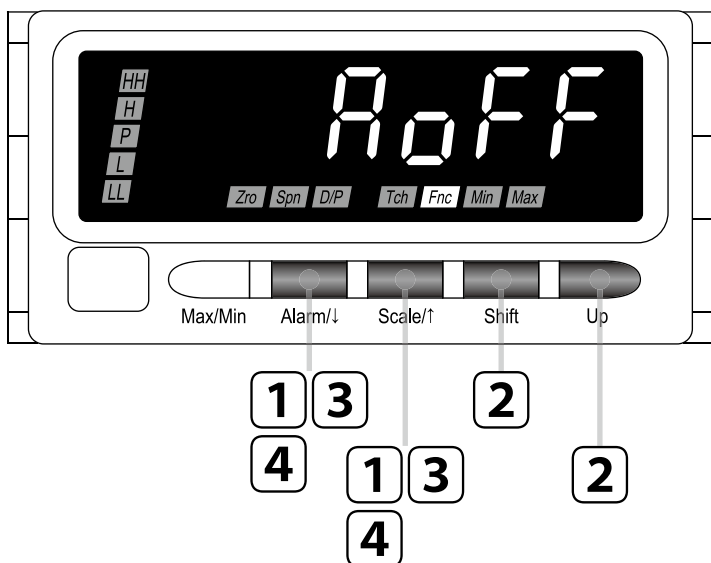 HH
H
P
L
LL
AoFF
Zro Spn D/P Tch Fnc Min Max
Max/Min Alarm/↓ Scale/↑ Shift Up
1 3 2
4 1 3 2
4